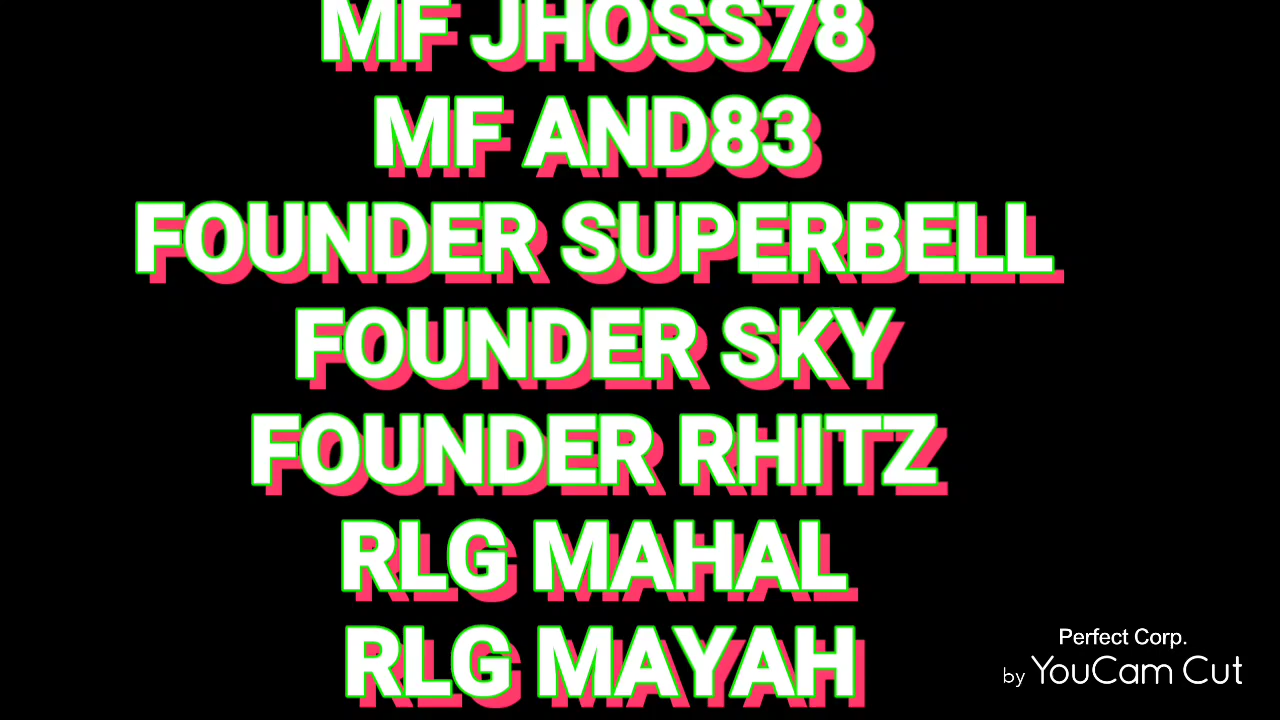 MF JHOSS78
MF AND83
FOUNDER SUPERBELL
FOUNDER SKY
FOUNDER RHITZ
RLG MAHAL
RLG MAYAH
Perfect Corp.
by YouCam Cut